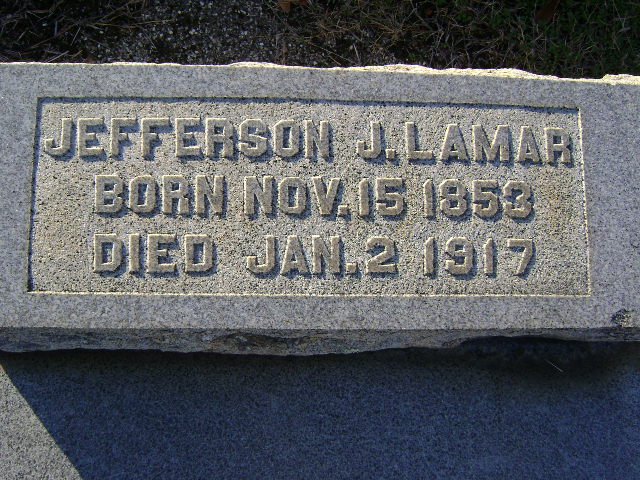 JEFFERSON J. LAMAR
BORN NOV. 15 1853
DIED JAN. 2 1917